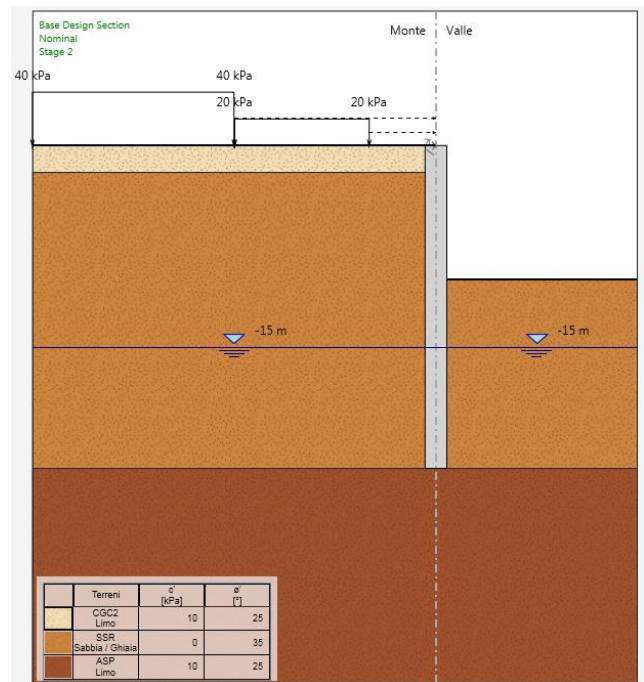 Base Design Section
Nominal
Stage 2
Monte Valle
40 kPa 40 kPa
20 kPa 20 kPa
-15 m -15 m
Terreni c' [kPa] ø' [°]
CGC2 Limo 10 25
SSR Sabbia / Ghiaia 0 35
ASP Limo 10 25